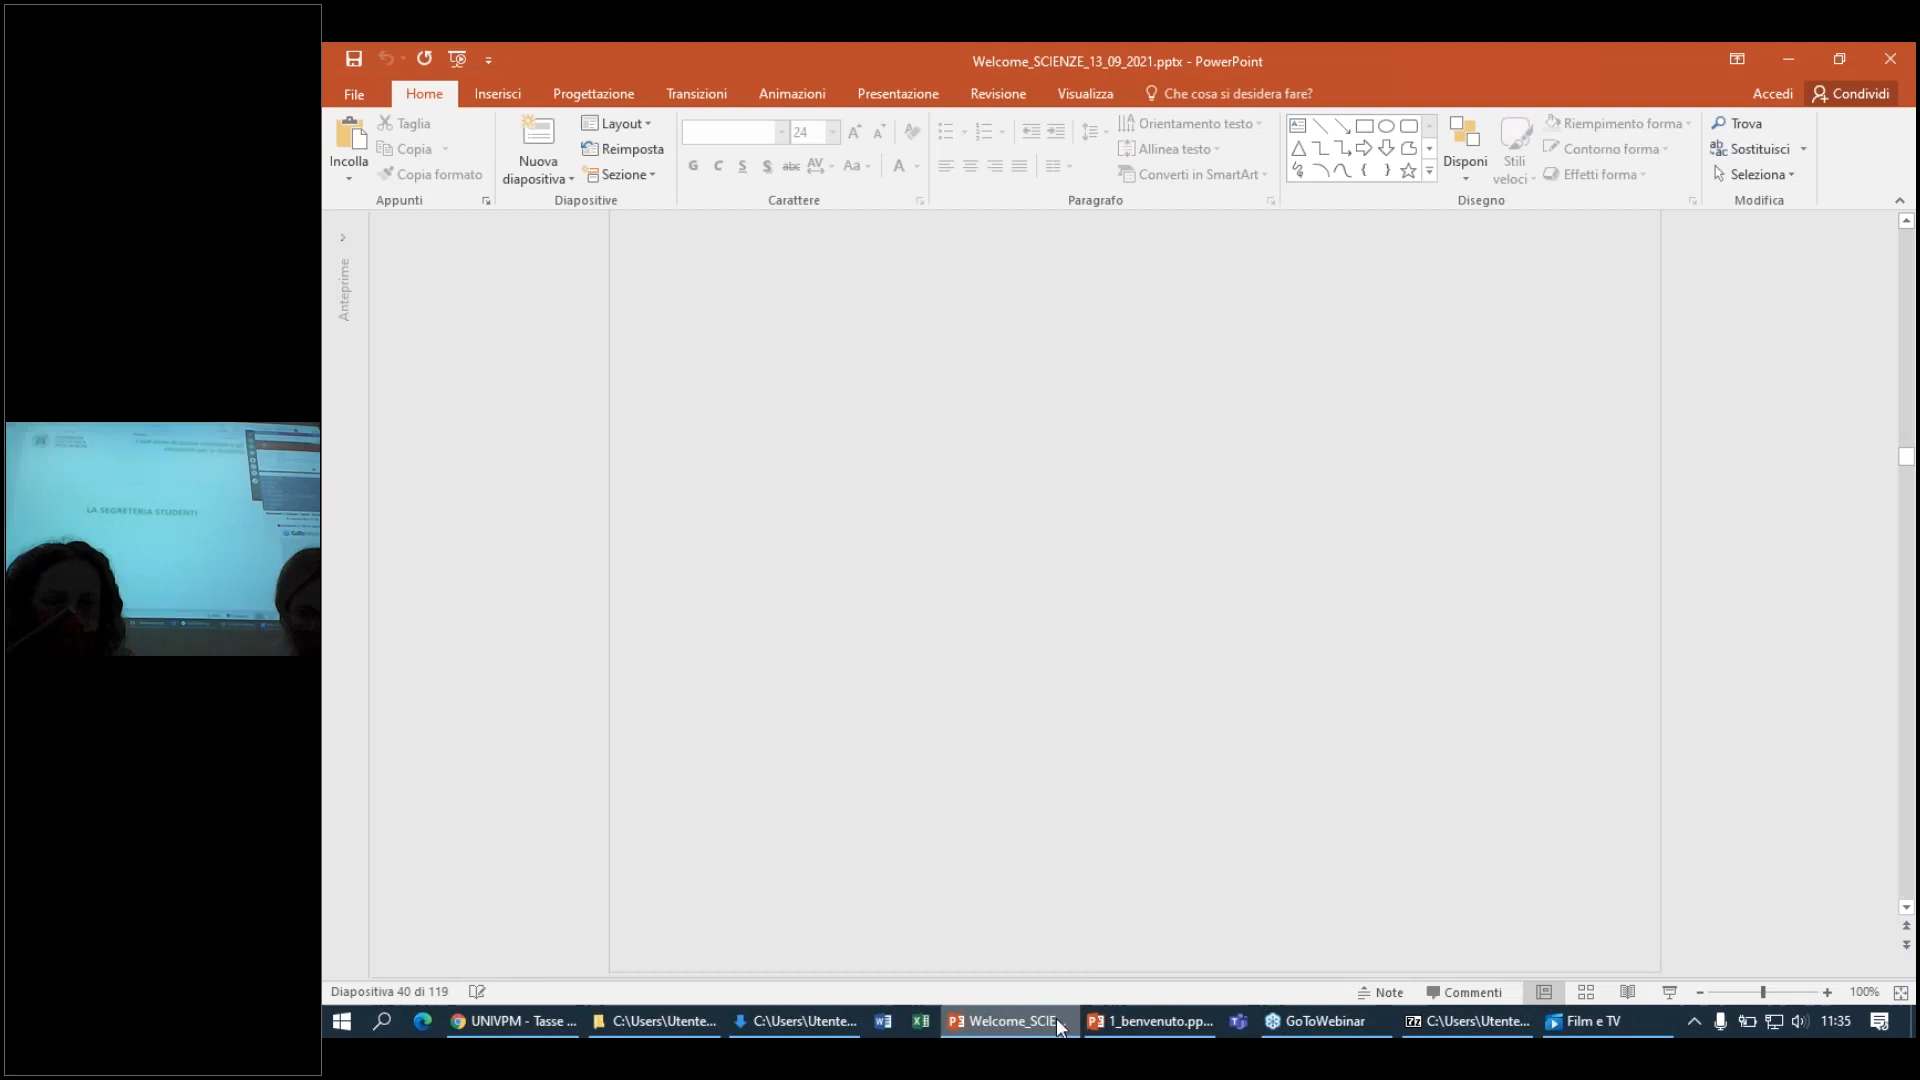 Welcome_SCIENZE_13_09_2021.pptx - PowerPoint
File Home Inserisci Progettazione Transizioni Animazioni Presentazione Revisione Visualizza Che cosa si desidera fare? Accedi Condividi
Incolla
Taglia
Copia
Copia formato
Appunti
Nuova
diapositiva
Layout
Reimposta
Sezione
Diapositive
24
G C S S abc AV Aa A
Carattere
Orientamento testo
Allinea testo
Converti in SmartArt
Paragrafo
Disponi
Stili
veloci
Riempimento forma
Contorno forma
Effetti forma
Disegno
Trova
Sostituisci
Seleziona
Modifica
Anteprime
LA SEGRETERIA STUDENTI
Diapositiva 40 di 119
Note Commenti 100%
UNIVPM - Tasse ... C:\Users\Utente... C:\Users\Utente... Welcome_SCIE 1_benvenuto.pp... GoToWebinar C:\Users\Utente... Film e TV 11:35